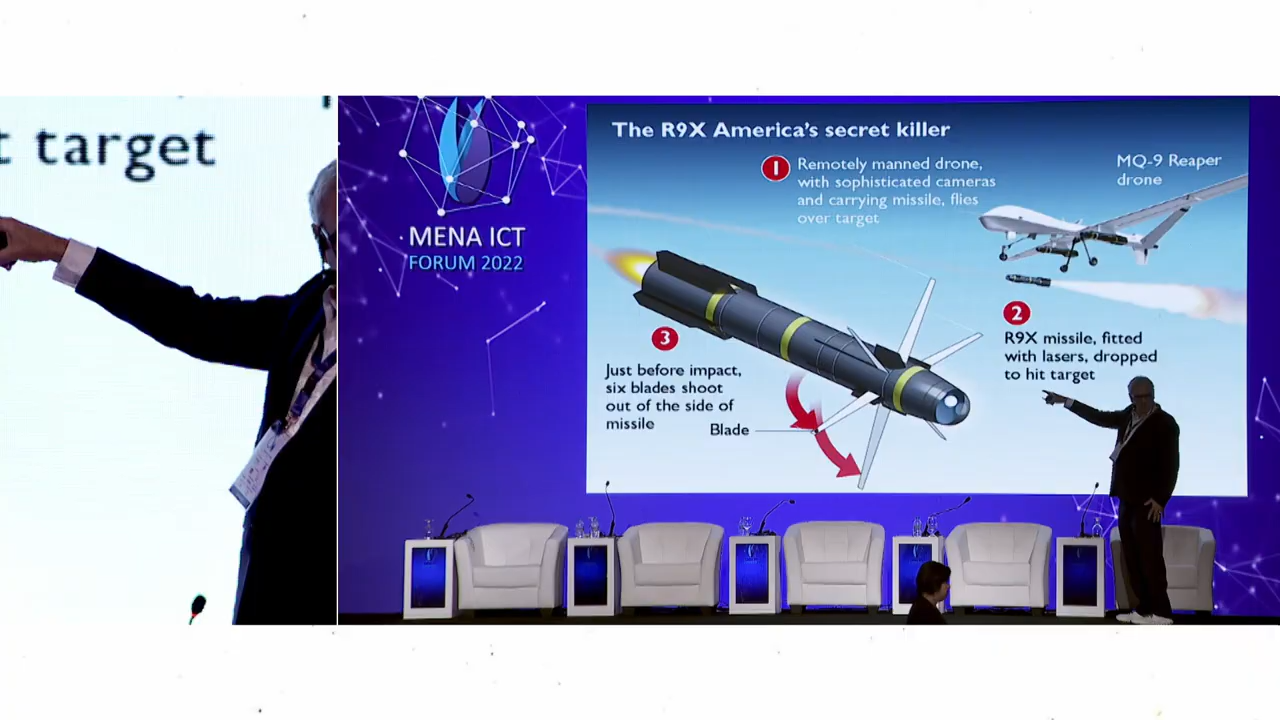 t target
MENA ICT
FORUM 2022
The R9X America's secret killer
1
Remotely manned drone,
with sophisticated cameras
and carrying missile, flies
over target
MQ-9 Reaper
drone
2
R9X missile, fitted
with lasers, dropped
to hit target
3
Just before impact,
six blades shoot
out of the side of
missile
Blade